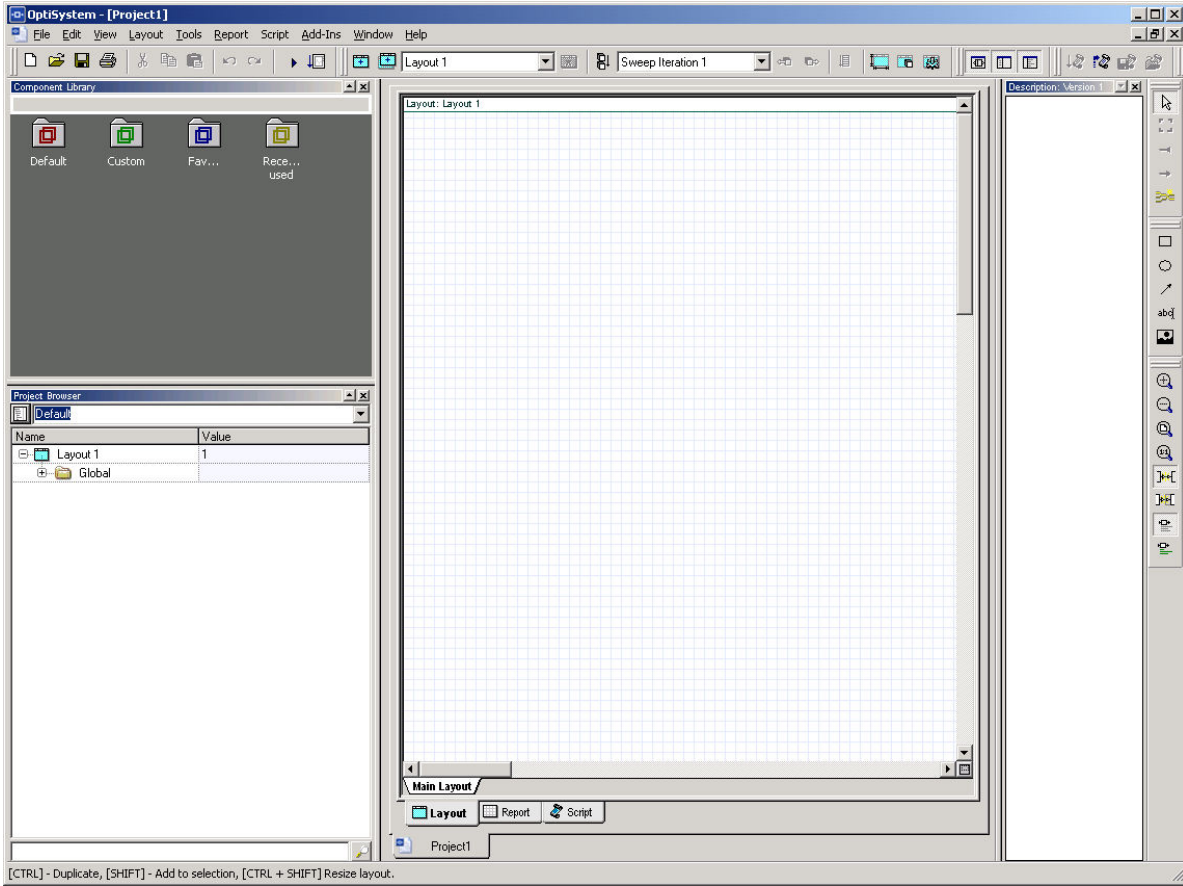 OptiSystem - [Project1]
File Edit View Layout Tools Report Script Add-Ins Window Help
Layout 1
Sweep Iteration 1
Component Library
Default Custom Fav... Rece... used
Project Browser
Default
Name Value
Layout 1 1
Global
Layout: Layout 1
Main Layout
Layout Report Script
Project1
Description: Version 1
abc
[CTRL] - Duplicate, [SHIFT] - Add to selection, [CTRL + SHIFT] Resize layout.